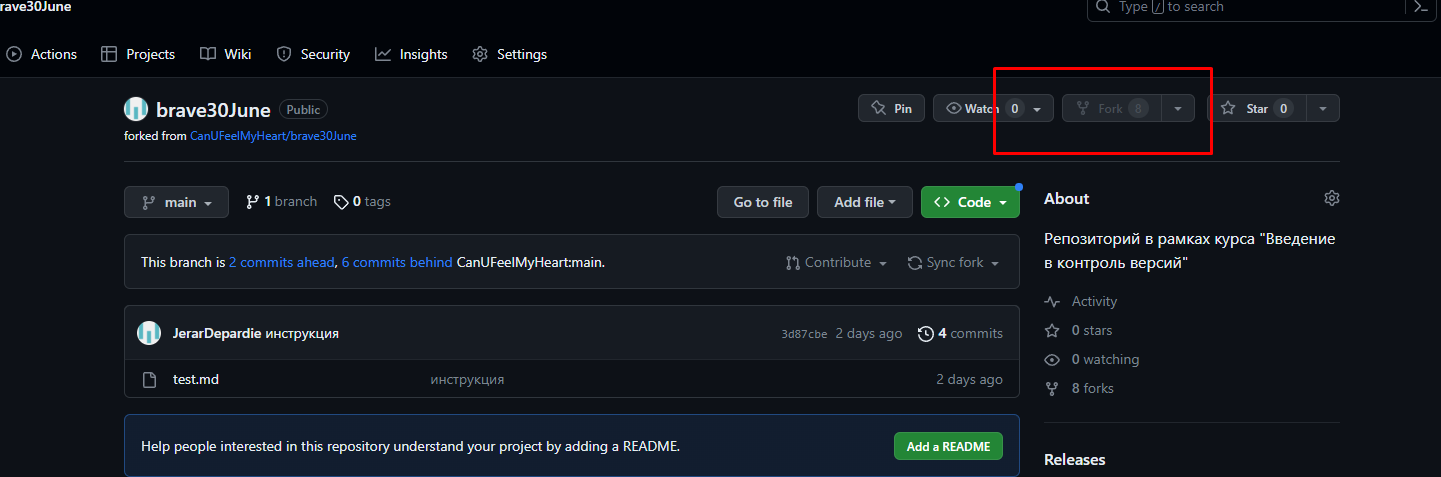 rave30June
Type / to search
Actions Projects Wiki Security Insights Settings
brave30June Public
Pin Watch 0 Fork 8 Star 0
forked from CanUFeelMyHeart/brave30June
main 1 branch 0 tags Go to file Add file Code
About
Репозиторий в рамках курса "Введение
в контроль версий"
This branch is 2 commits ahead, 6 commits behind CanUFeelMyHeart:main. Contribute Sync fork
Activity
0 stars
0 watching
8 forks
JerarDepardie инструкция 3d87cbe 2 days ago 4 commits
test.md инструкция 2 days ago
Help people interested in this repository understand your project by adding a README. Add a README
Releases